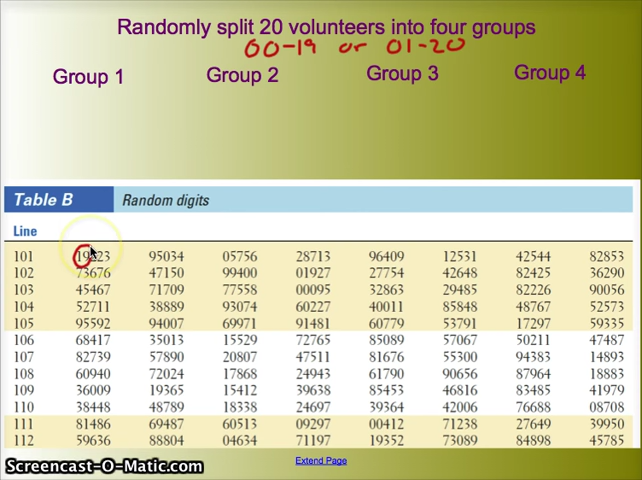 Randomly split 20 volunteers into four groups
00-19 or 01-20
Group 1 Group 2 Group 3 Group 4
Table B Random digits
Line
101 19223 95034 05756 28713 96409 12531 42544 82853
102 73676 47150 99400 01927 27754 42648 82425 36290
103 45467 71709 77558 00095 32863 29485 82226 90056
104 52711 38889 93074 60227 40011 85848 48767 52573
105 95592 94007 69971 91481 60779 53791 17297 59335
106 68417 35013 15529 72765 85089 57067 50211 47487
107 82739 57890 20807 47511 81676 55300 94383 14893
108 60940 72024 17868 24943 61790 90656 87964 18883
109 36009 19365 15412 39638 85453 46816 83485 41979
110 38448 48789 18338 24697 39364 42006 76688 08708
111 81486 69487 60513 09297 00412 71238 27649 39950
112 59636 88804 04634 71197 19352 73089 84898 45785
Extend Page
Screencast-O-Matic.com